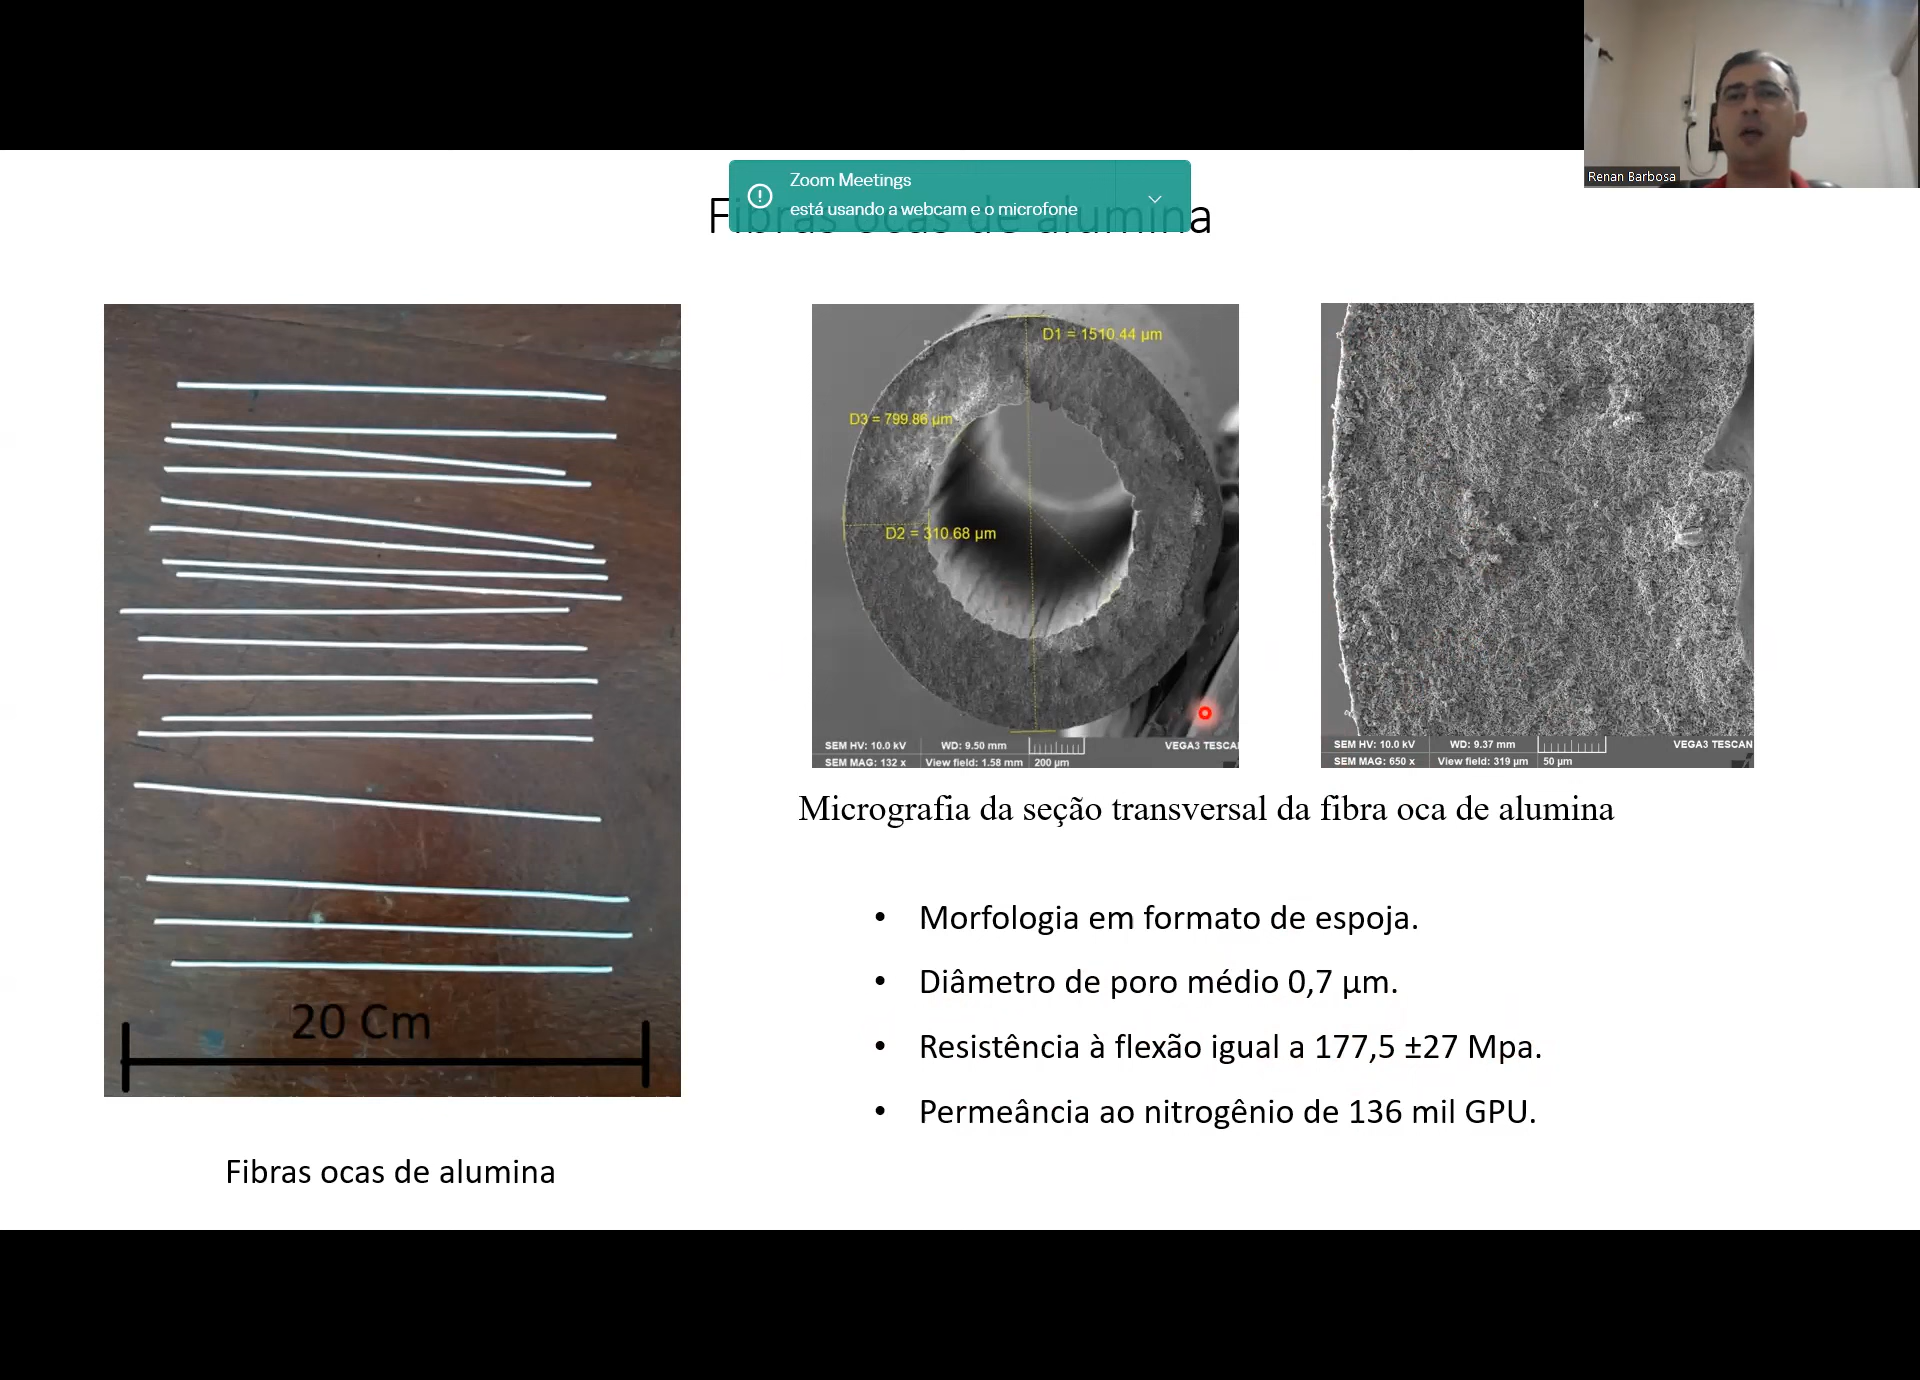 Renan Barbosa
Zoom Meetings
está usando a webcam e o microfone
Fibras ocas de alumina
D1 = 1510.44 µm
D3 = 799.86 µm
D2 = 310.68 µm
SEM HV: 10.0 kV WD: 9.50 mm VEGA3 TESCA
SEM MAG: 132 x View field: 1.58 mm 200 µm
SEM HV: 10.0 kV WD: 9.37 mm VEGA3 TESCAN
SEM MAG: 650 x View field: 319 µm 50 µm
Micrografia da seção transversal da fibra oca de alumina
• Morfologia em formato de espoja.
• Diâmetro de poro médio 0,7 µm.
• Resistência à flexão igual a 177,5 ±27 Mpa.
• Permeância ao nitrogênio de 136 mil GPU.
20 Cm
Fibras ocas de alumina